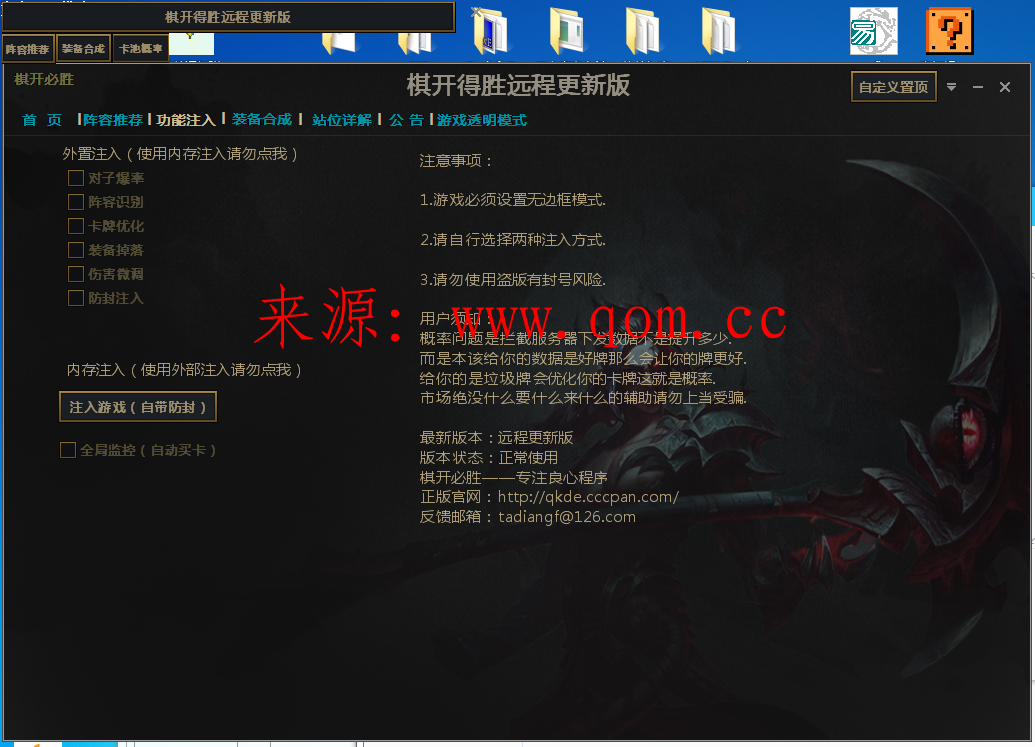 棋开得胜远程更新版
阵容推荐 装备合成 卡池概率
棋开必胜
棋开得胜远程更新版
自定义置顶
首 页 | 阵容推荐 | 功能注入 | 装备合成 | 站位详解 | 公 告 | 游戏透明模式
外置注入（使用内存注入请勿点我）
对子爆率
阵容识别
卡牌优化
装备掉落
伤害微调
防封注入
内存注入（使用外部注入请勿点我）
注入游戏（自带防封）
全局监控（自动买卡）
注意事项：
1.游戏必须设置无边框模式.
2.请自行选择两种注入方式.
3.请勿使用盗版有封号风险.
用户须知：
概率问题是拦截服务器下发数据不是提升多少.
而是本该给你的数据是好牌那么会让你的牌更好.
给你的是垃圾牌会优化你的卡牌这就是概率.
市场绝没什么要什么来什么的辅助请勿上当受骗.
最新版本：远程更新版
版本状态：正常使用
棋开必胜——专注良心程序
正版官网：http://qkde.cccpan.com/
反馈邮箱：tadiangf@126.com
来源：www.qom.cc